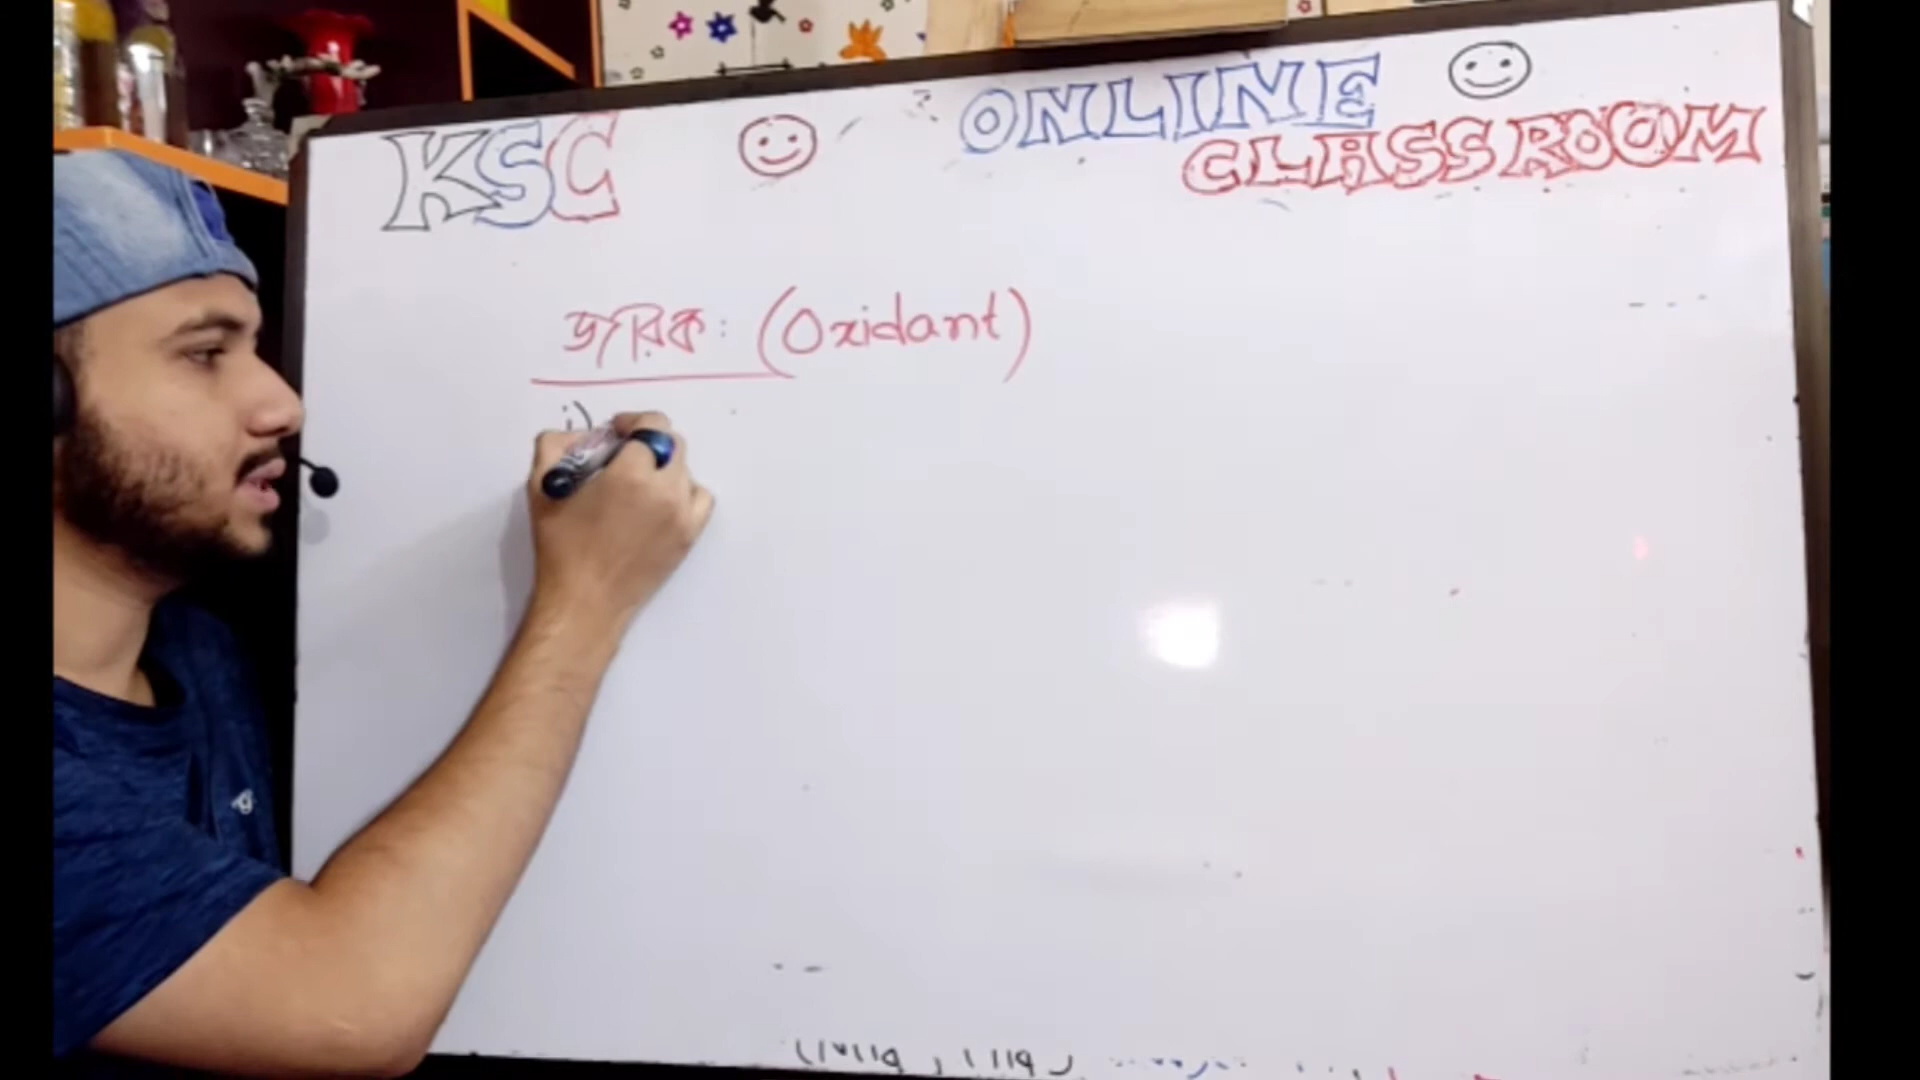 KSC
ONLINE
CLASSROOM
জারক: (Oxidant)
i)